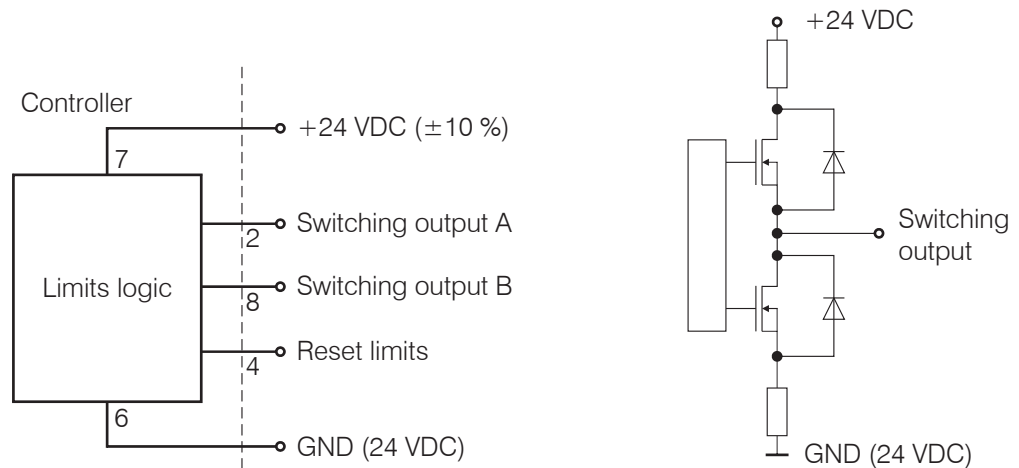 Controller
+24 VDC (±10 %)
7
Switching output A
2
Limits logic
Switching output B
8
Reset limits
4
6
GND (24 VDC)
+24 VDC
Switching
output
GND (24 VDC)